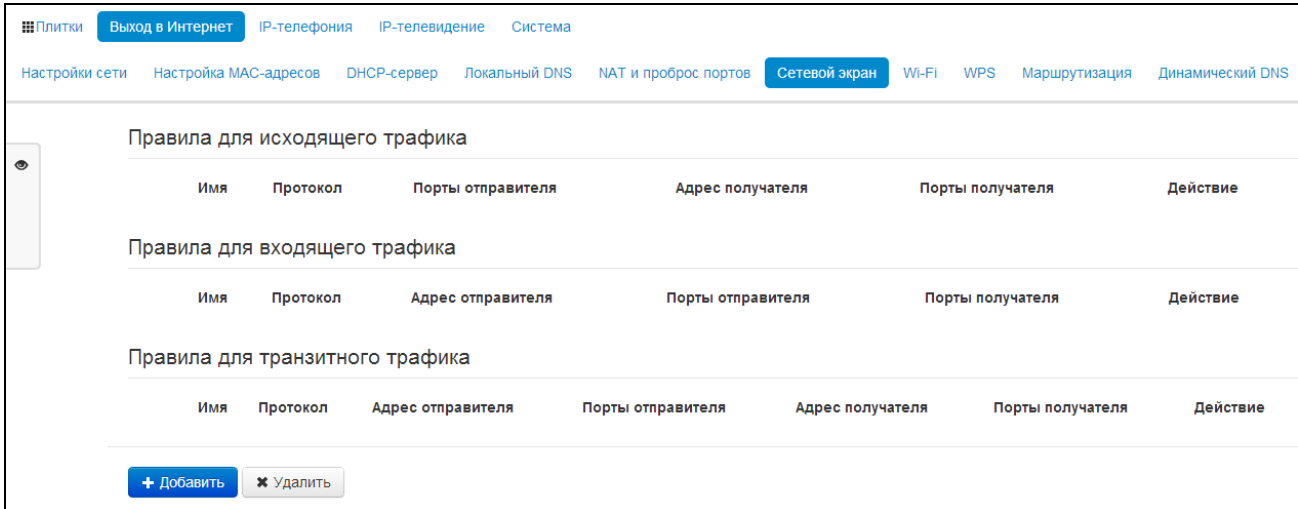 Плитки Выход в Интернет IP-телефония IP-телевидение Система
Настройки сети Настройка MAC-адресов DHCP-сервер Локальный DNS NAT и проброс портов Сетевой экран Wi-Fi WPS Маршрутизация Динамический DNS
Правила для исходящего трафика
Имя Протокол Порты отправителя Адрес получателя Порты получателя Действие
Правила для входящего трафика
Имя Протокол Адрес отправителя Порты отправителя Порты получателя Действие
Правила для транзитного трафика
Имя Протокол Адрес отправителя Порты отправителя Адрес получателя Порты получателя Действие
+ Добавить ✖ Удалить